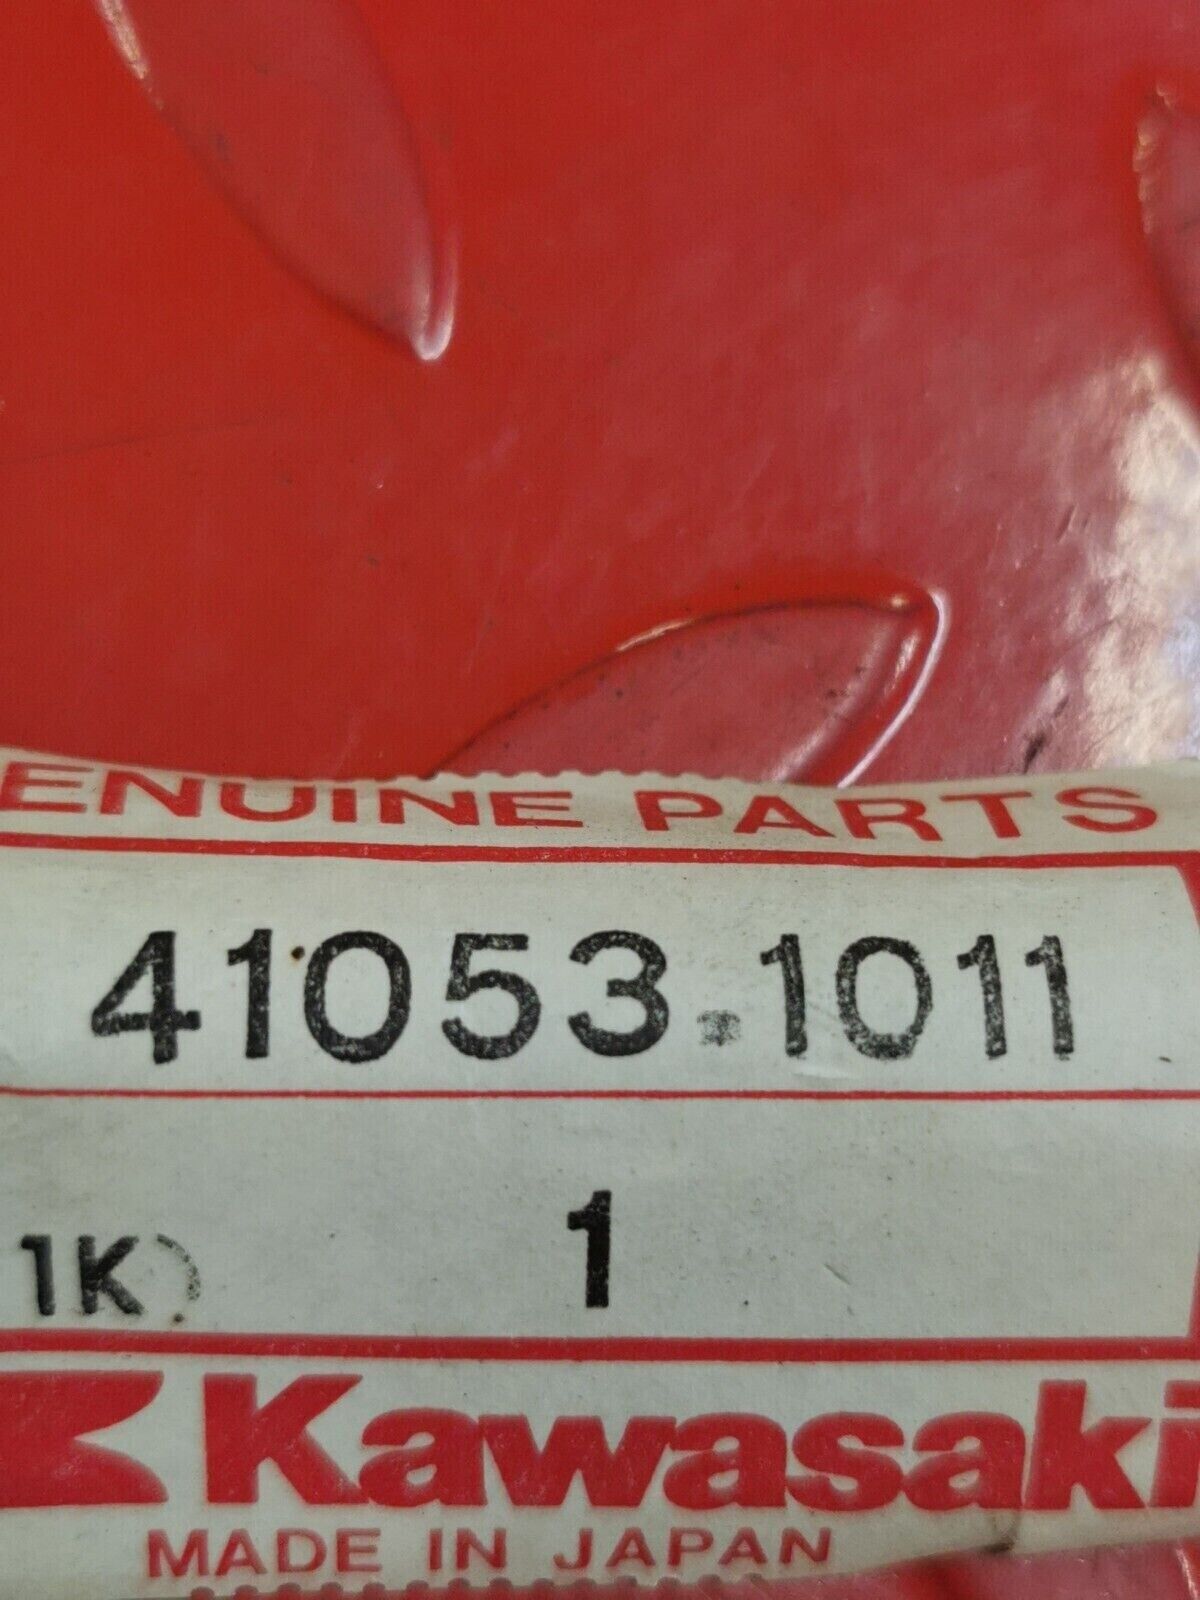 ENUINE PARTS
41053-1011
1
1K)
Kawasaki
MADE IN JAPAN